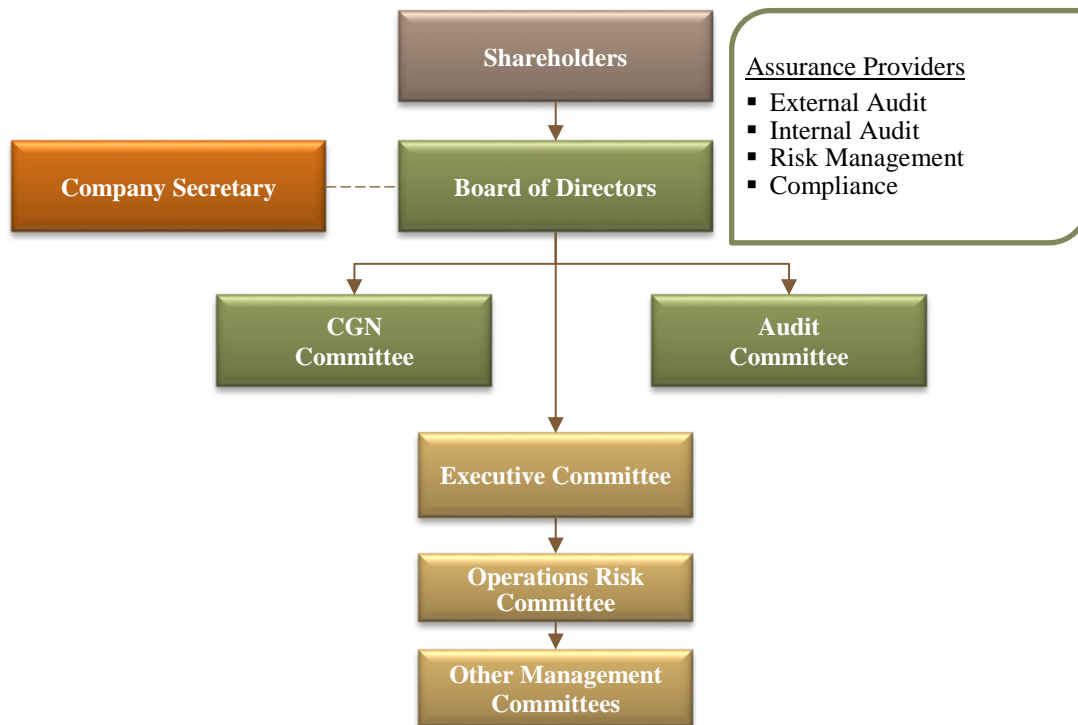 Shareholders
Assurance Providers
▪ External Audit
▪ Internal Audit
▪ Risk Management
▪ Compliance
Company Secretary
Board of Directors
CGN
Committee
Audit
Committee
Executive Committee
Operations Risk
Committee
Other Management
Committees